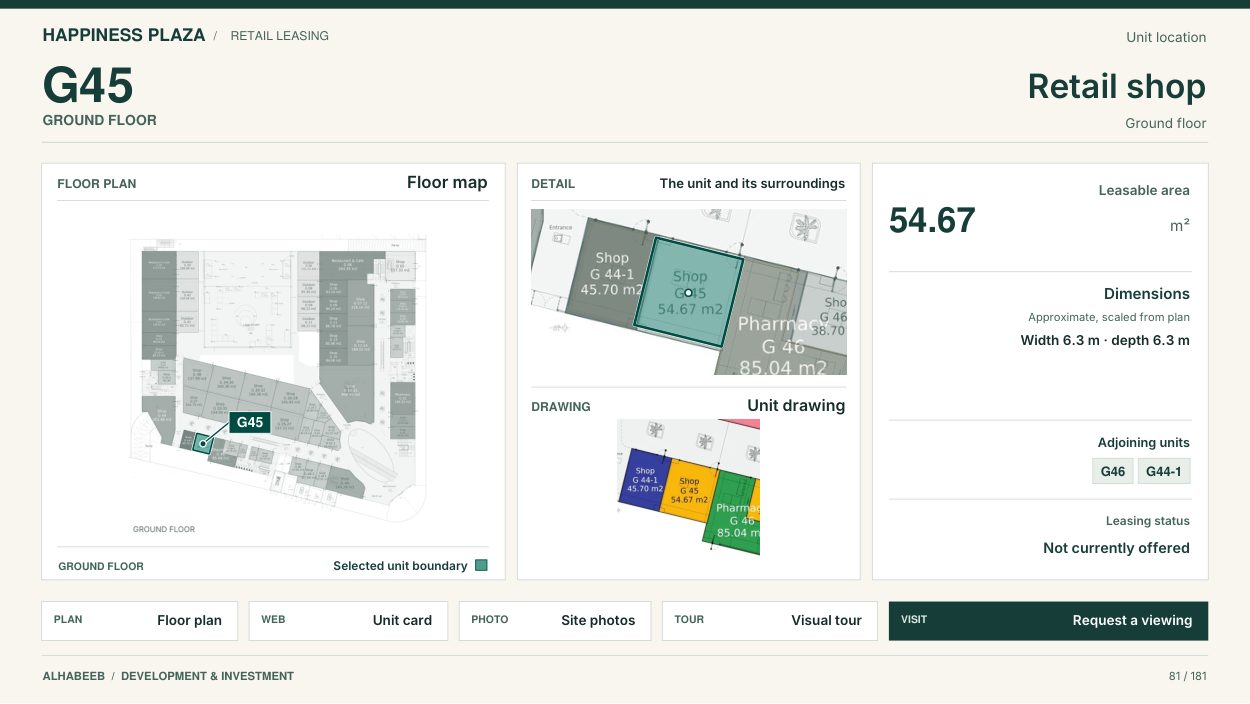 HAPPINESS PLAZA / RETAIL LEASING
Unit location
G45
Retail shop
GROUND FLOOR
Ground floor
FLOOR PLAN
Floor map
G45
GROUND FLOOR
GROUND FLOOR
Selected unit boundary
DETAIL
The unit and its surroundings
Entrance
Shop
G 44-1
45.70 m2
Shop
G 45
54.67 m2
Pharmac
G 46
85.04 m2
Sho
G 46
38.70
DRAWING
Unit drawing
Shop
G 44-1
45.70 m2
Shop
G 45
54.67 m2
Pharmac
G 46
85.04 m
Leasable area
54.67
m²
Dimensions
Approximate, scaled from plan
Width 6.3 m · depth 6.3 m
Adjoining units
G46
G44-1
Leasing status
Not currently offered
PLAN
Floor plan
WEB
Unit card
PHOTO
Site photos
TOUR
Visual tour
VISIT
Request a viewing
ALHABEEB / DEVELOPMENT & INVESTMENT
81 / 181